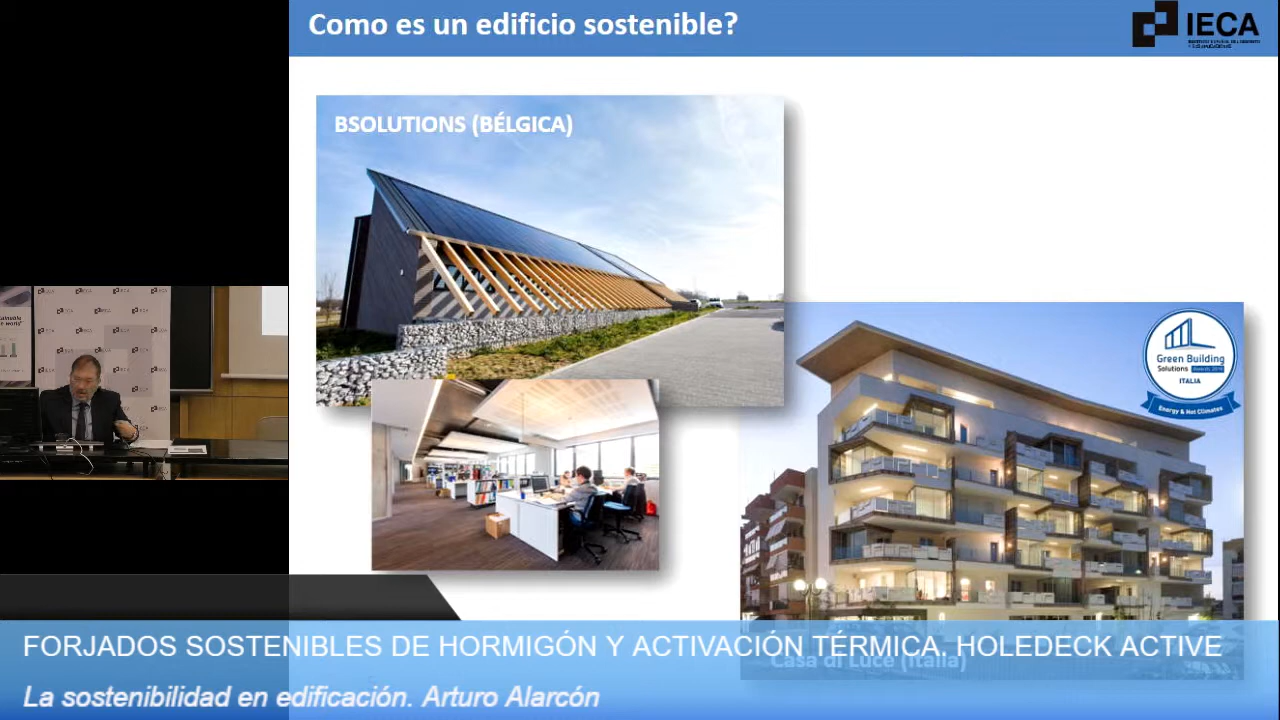 Como es un edificio sostenible?
IECA
BSOLUTIONS (BÉLGICA)
Green Building
Solutions Awards
ITALIA
Energy & Hot Climates
Casa di Luce (Italia)
FORJADOS SOSTENIBLES DE HORMIGÓN Y ACTIVACIÓN TÉRMICA. HOLEDECK ACTIVE
La sostenibilidad en edificación. Arturo Alarcón